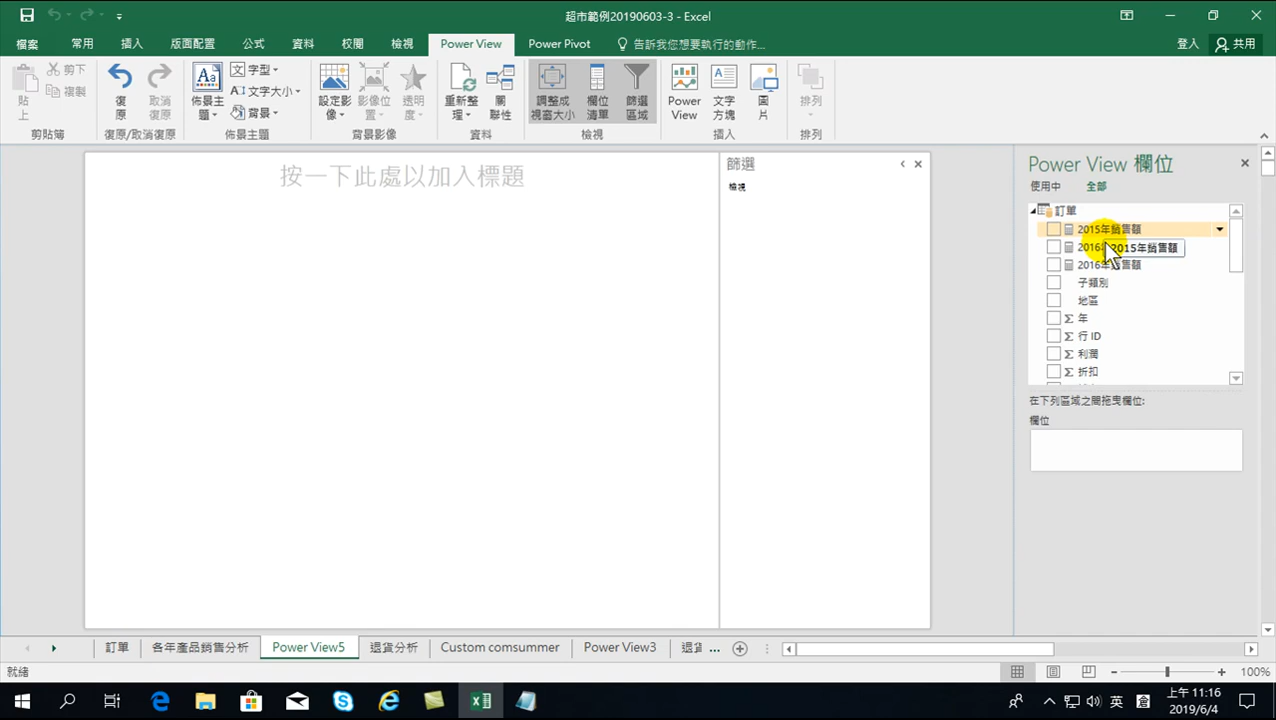 超市範例20190603-3 - Excel
檔案 常用 插入 版面配置 公式 資料 校閱 檢視 Power View Power Pivot 告訴我您想要執行的動作... 登入 共用
貼上 剪下 複製 復原 取消復原 佈景主題 字型 文字大小 背景 設定影像 影像位置 透明度 重新整理 關聯性 調整成視窗大小 欄位清單 篩選區域 Power View 文字方塊 圖片 排列
剪貼簿 復原/取消復原 佈景主題 背景影像 資料 檢視 插入 排列
按一下此處以加入標題
篩選
檢視
Power View 欄位
使用中 全部
訂單
2015年銷售額
2016 2015年銷售額
2016年銷售額
子類別
地區
Σ 年
Σ 行 ID
Σ 利潤
Σ 折扣
在下列區域之間拖曳欄位:
欄位
訂單 各年產品銷售分析 Power View5 退貨分析 Custom comsummer Power View3 退貨 ...
就緒 100%
英 倉 上午 11:16
2019/6/4